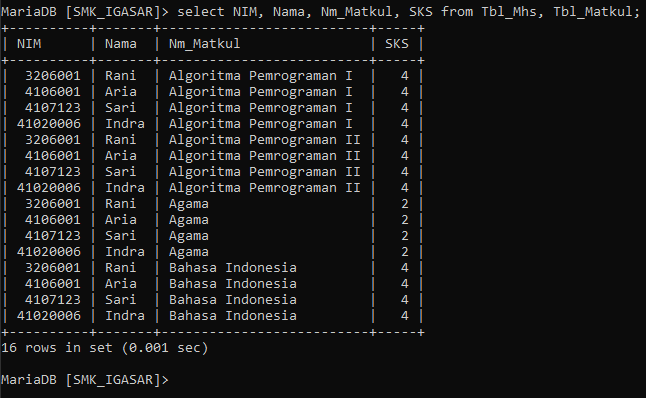 MariaDB [SMK_IGASAR]> select NIM, Nama, Nm_Matkul, SKS from Tbl_Mhs, Tbl_Matkul;
+----------+-------+--------------------------+-----+
| NIM      | Nama  | Nm_Matkul                | SKS |
+----------+-------+--------------------------+-----+
|  3206001 | Rani  | Algoritma Pemrograman I  |   4 |
|  4106001 | Aria  | Algoritma Pemrograman I  |   4 |
|  4107123 | Sari  | Algoritma Pemrograman I  |   4 |
| 41020006 | Indra | Algoritma Pemrograman I  |   4 |
|  3206001 | Rani  | Algoritma Pemrograman II |   4 |
|  4106001 | Aria  | Algoritma Pemrograman II |   4 |
|  4107123 | Sari  | Algoritma Pemrograman II |   4 |
| 41020006 | Indra | Algoritma Pemrograman II |   4 |
|  3206001 | Rani  | Agama                    |   2 |
|  4106001 | Aria  | Agama                    |   2 |
|  4107123 | Sari  | Agama                    |   2 |
| 41020006 | Indra | Agama                    |   2 |
|  3206001 | Rani  | Bahasa Indonesia         |   4 |
|  4106001 | Aria  | Bahasa Indonesia         |   4 |
|  4107123 | Sari  | Bahasa Indonesia         |   4 |
| 41020006 | Indra | Bahasa Indonesia         |   4 |
+----------+-------+--------------------------+-----+
16 rows in set (0.001 sec)
MariaDB [SMK_IGASAR]>